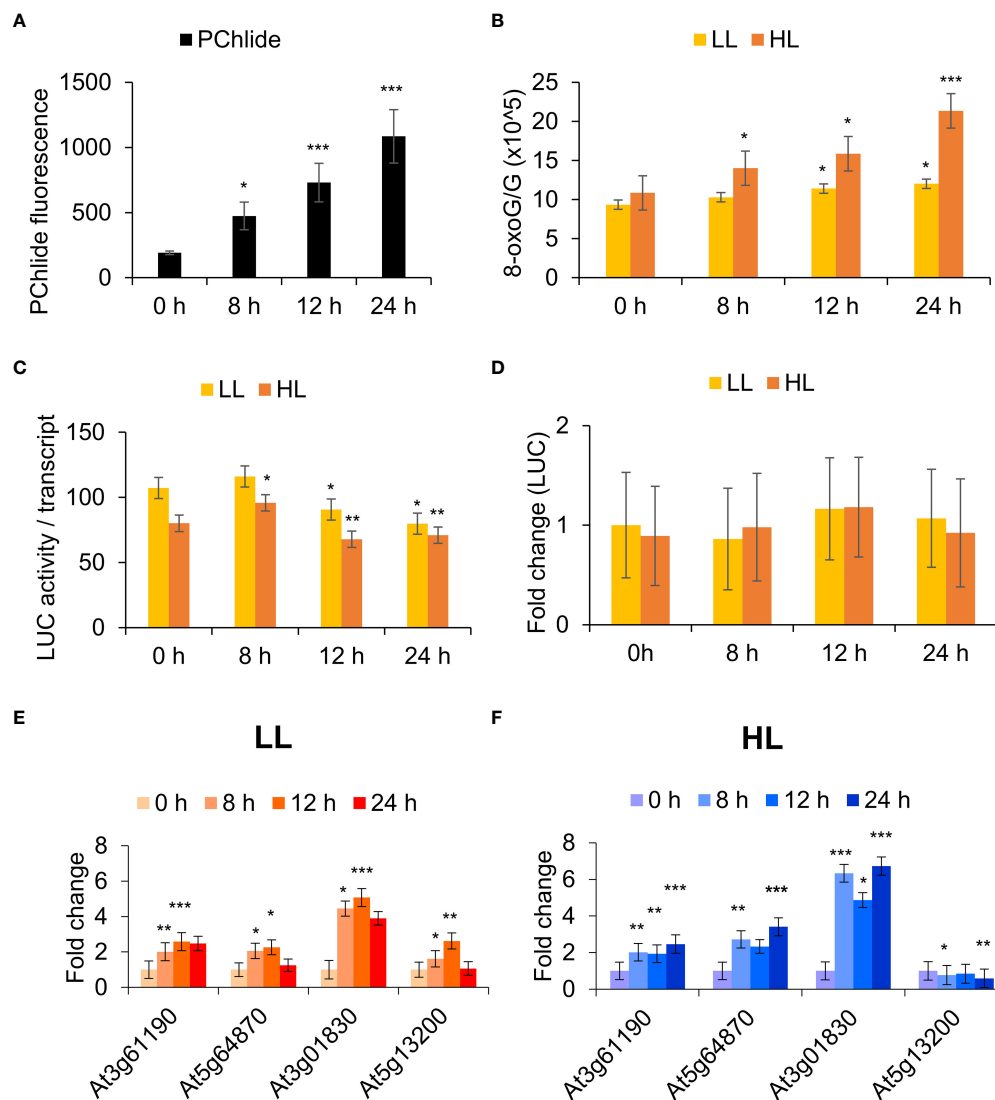 A
PChlide
PChlide fluorescence
1500
1000
500
0
* *** ***
0 h 8 h 12 h 24 h
B
LL HL
8-oxoG/G (x10^5)
25
20
15
10
5
0
* * * * ***
0 h 8 h 12 h 24 h
C
LL HL
LUC activity / transcript
150
100
50
0
* * ** * **
0 h 8 h 12 h 24 h
D
LL HL
Fold change (LUC)
2
1
0
0h 8 h 12 h 24 h
E
LL
0 h 8 h 12 h 24 h
Fold change
8
6
4
2
0
** *** * * * *** * **
At3g61190 At5g64870 At3g01830 At5g13200
F
HL
0 h 8 h 12 h 24 h
Fold change
8
6
4
2
0
** ** *** ** *** *** * *** * **
At3g61190 At5g64870 At3g01830 At5g13200